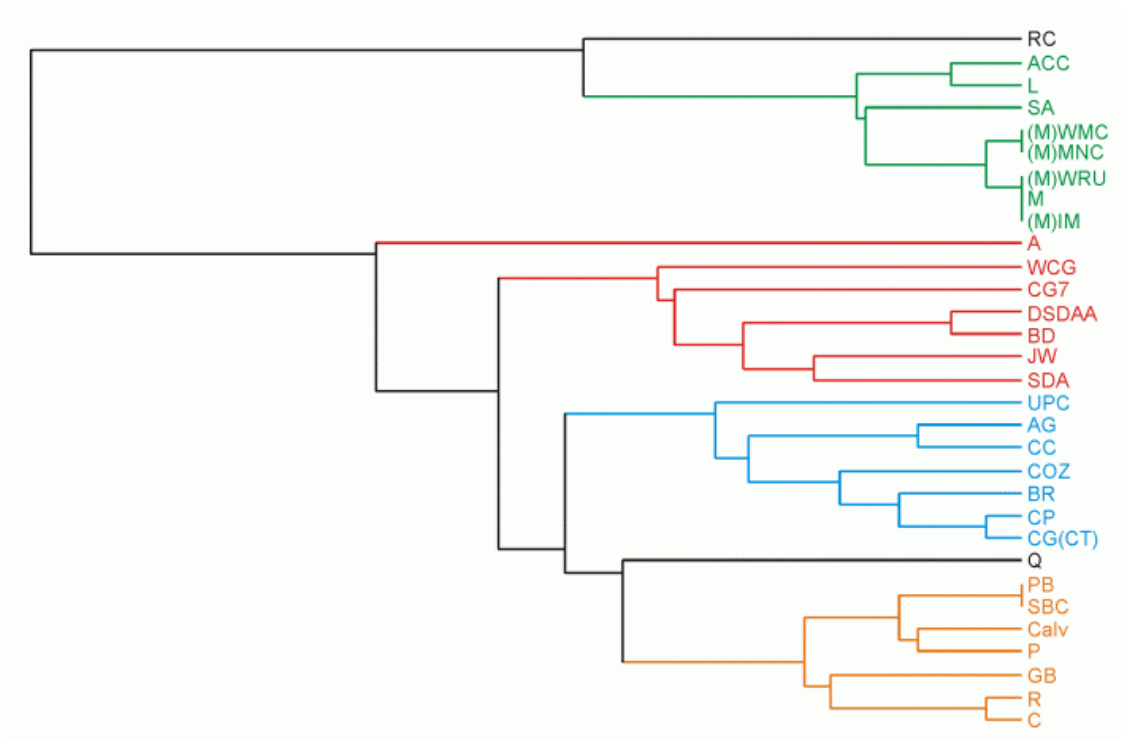 RC
ACC
L
SA
(M)WMC
(M)MNC
(M)WRU
M
(M)IM
A
WCG
CG7
DSDAA
BD
JW
SDA
UPC
AG
CC
COZ
BR
CP
CG(CT)
Q
PB
SBC
Calv
P
GB
R
C